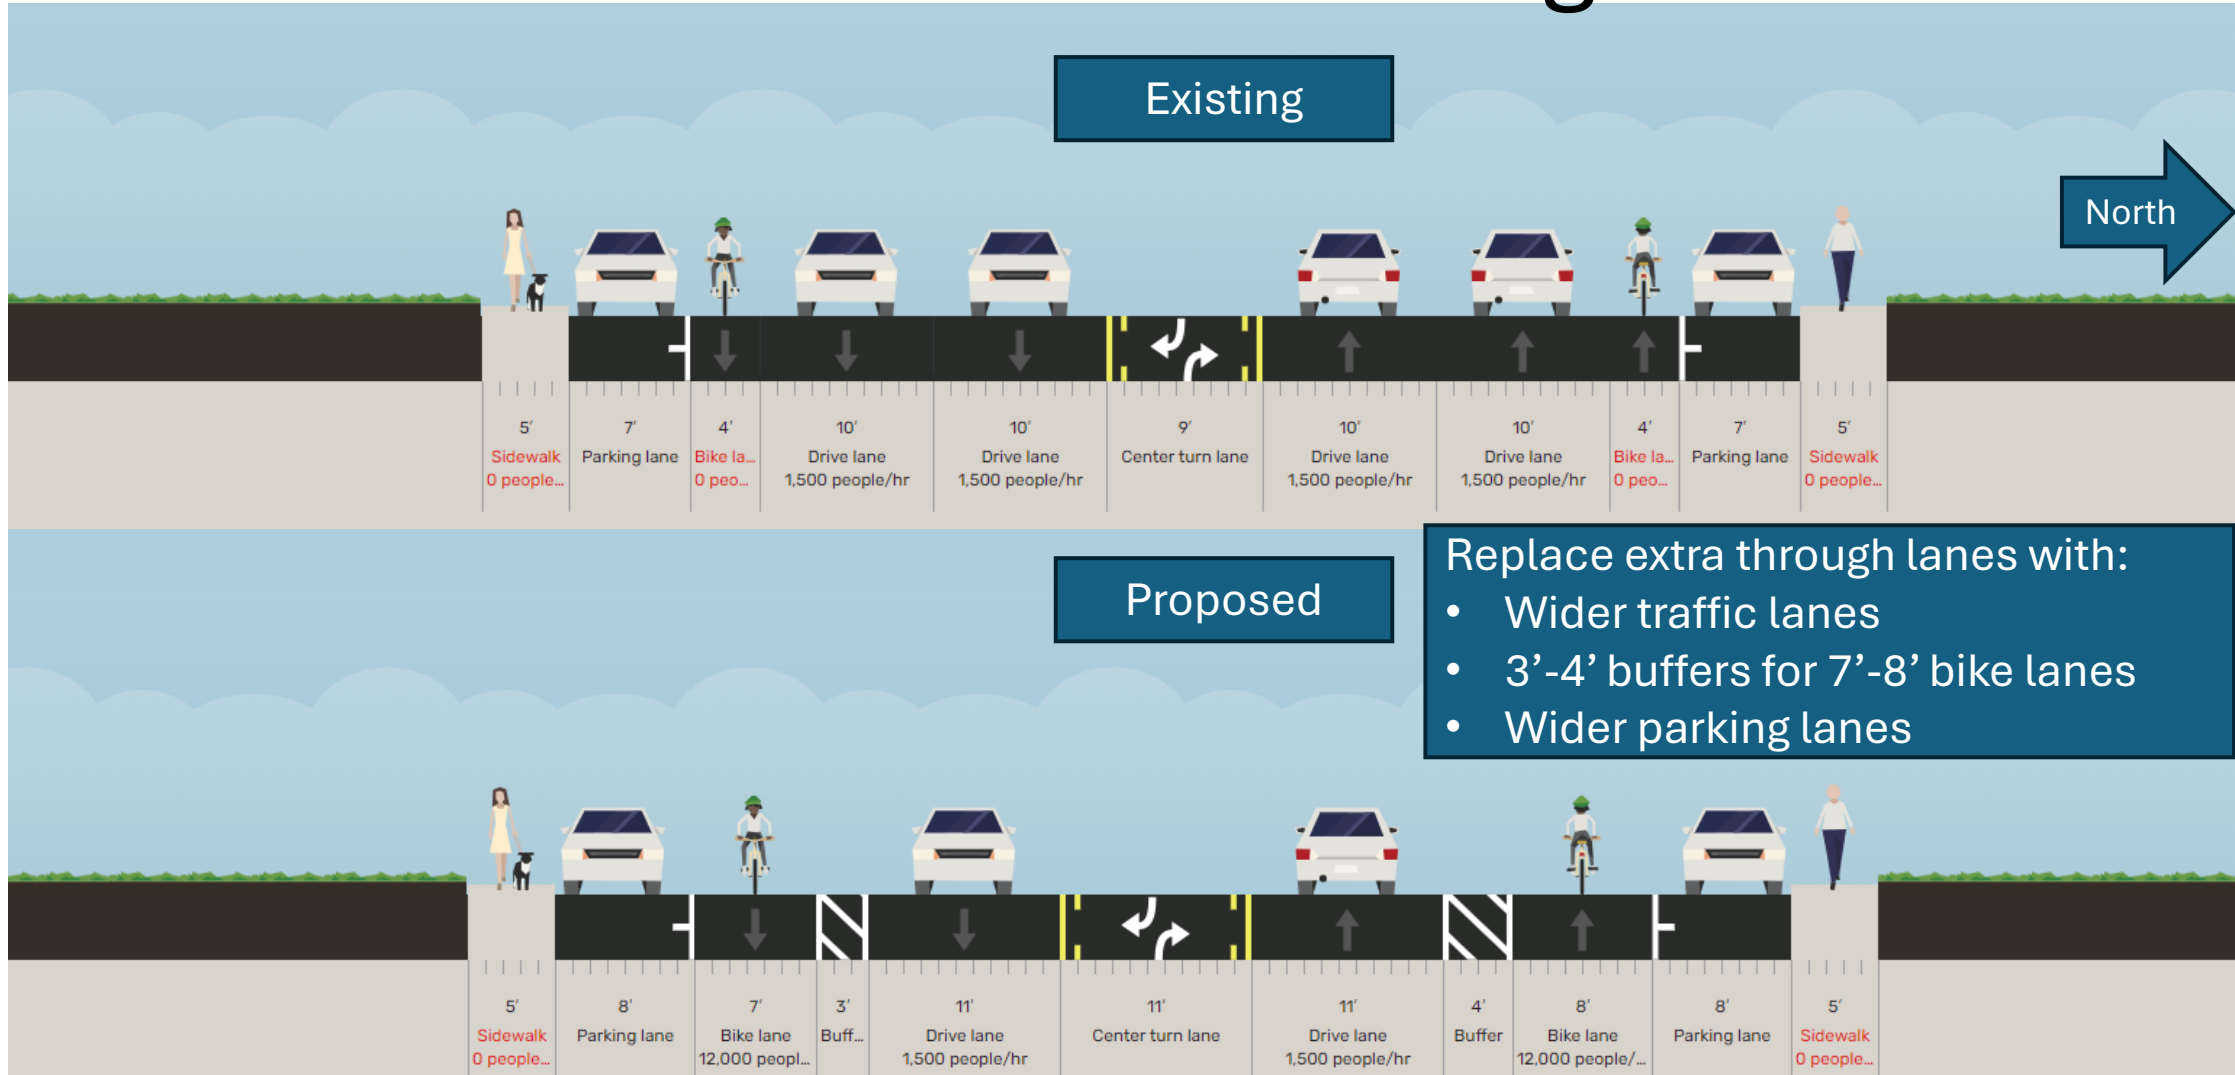 g
Existing
North
5' 7' 4' 10' 10' 9' 10' 10' 4' 7' 5'
Sidewalk Parking lane Bike la... Drive lane Drive lane Center turn lane Drive lane Drive lane Bike la... Parking lane Sidewalk
0 people... 0 peo... 1,500 people/hr 1,500 people/hr 1,500 people/hr 1,500 people/hr 0 peo... 0 people...
Proposed
Replace extra through lanes with:
• Wider traffic lanes
• 3’-4’ buffers for 7’-8’ bike lanes
• Wider parking lanes
5' 8' 7' 3' 11' 11' 11' 4' 8' 8' 5'
Sidewalk Parking lane Bike lane Buff... Drive lane Center turn lane Drive lane Buffer Bike lane Parking lane Sidewalk
0 people... 12,000 peopl... 1,500 people/hr 1,500 people/hr 12,000 people/... 0 people...